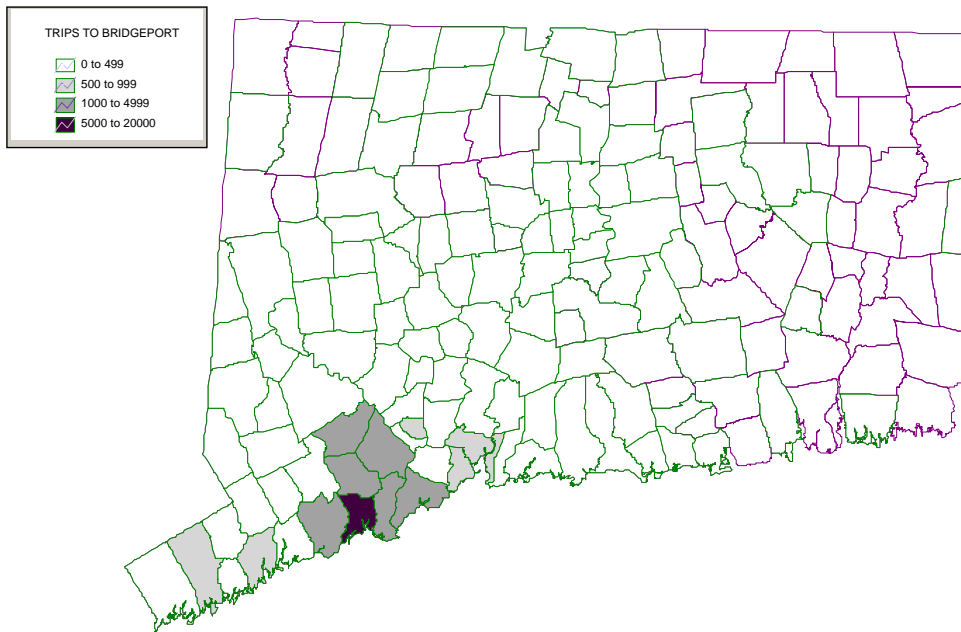 TRIPS TO BRIDGEPORT
0 to 499
500 to 999
1000 to 4999
5000 to 20000